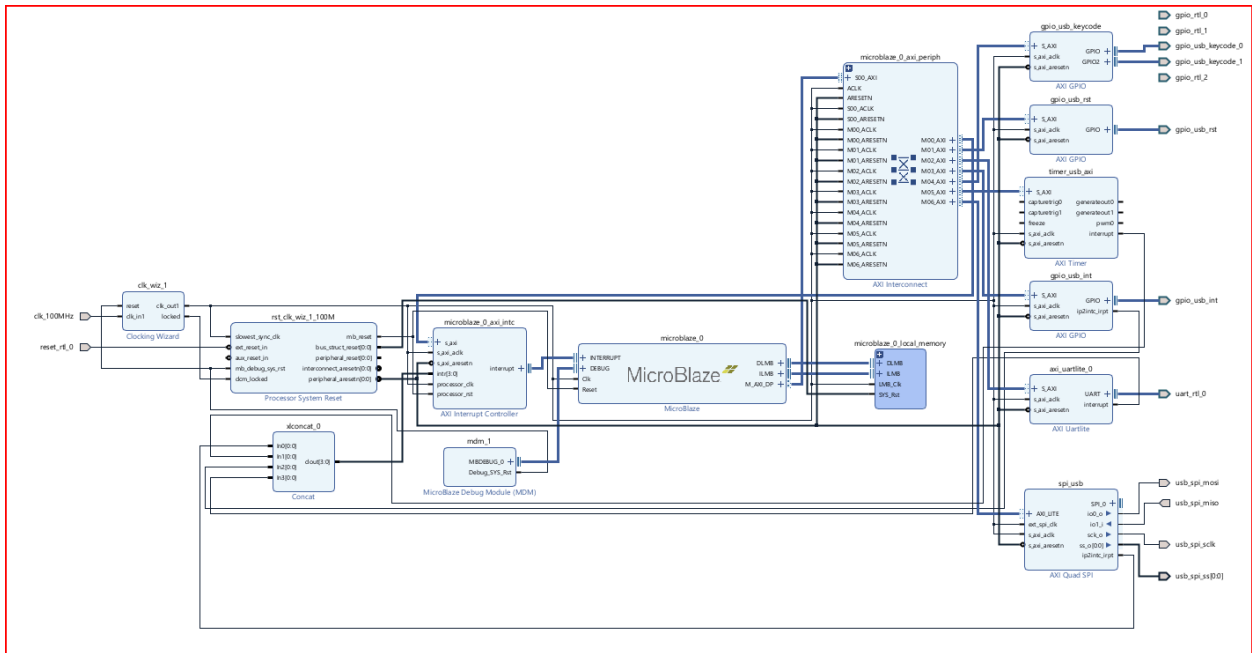 gpio_rtl_0
gpio_rtl_1
gpio_usb_keycode_0
gpio_usb_keycode_1
gpio_rtl_2
gpio_usb_keycode
S_AXI
s_axi_aclk
s_axi_aresetn
GPIO
GPIO2
AXI GPIO
microblaze_0_axi_periph
S00_AXI
ACLK
ARESETN
S00_ACLK
S00_ARESETN
M00_ACLK
M00_ARESETN
M01_ACLK
M01_ARESETN
M02_ACLK
M02_ARESETN
M03_ACLK
M03_ARESETN
M04_ACLK
M04_ARESETN
M05_ACLK
M05_ARESETN
M06_ACLK
M06_ARESETN
M00_AXI
M01_AXI
M02_AXI
M03_AXI
M04_AXI
M05_AXI
M06_AXI
AXI Interconnect
gpio_usb_rst
S_AXI
s_axi_aclk
s_axi_aresetn
GPIO
AXI GPIO
gpio_usb_rst
timer_usb_axi
S_AXI
capturetrig0
capturetrig1
freeze
s_axi_aclk
s_axi_aresetn
generateout0
generateout1
pwm0
interrupt
AXI Timer
gpio_usb_int
S_AXI
s_axi_aclk
s_axi_aresetn
GPIO
ip2intc_irpt
AXI GPIO
gpio_usb_int
clk_100MHz
reset_rtl_0
clk_wiz_1
reset
clk_in1
clk_out1
locked
Clocking Wizard
rst_clk_wiz_1_100M
slowest_sync_clk
ext_reset_in
aux_reset_in
mb_debug_sys_rst
dcm_locked
mb_reset
bus_struct_reset[0:0]
peripheral_reset[0:0]
interconnect_aresetn[0:0]
peripheral_aresetn[0:0]
Processor System Reset
microblaze_0_axi_intc
s_axi
s_axi_aclk
s_axi_aresetn
intr[3:0]
processor_clk
processor_rst
interrupt
AXI Interrupt Controller
microblaze_0
INTERRUPT
DEBUG
Clk
Reset
MicroBlaze
DLMB
ILMB
M_AXI_DP
MicroBlaze
microblaze_0_local_memory
DLMB
ILMB
LMB_Clk
SYS_Rst
axi_uartlite_0
S_AXI
s_axi_aclk
s_axi_aresetn
UART
interrupt
AXI Uartlite
uart_rtl_0
xlconcat_0
In0[0:0]
In1[0:0]
In2[0:0]
In3[0:0]
dout[3:0]
Concat
mdm_1
MBDEBUG_0
Debug_SYS_Rst
MicroBlaze Debug Module (MDM)
spi_usb
AXI_LITE
ext_spi_clk
s_axi_aclk
s_axi_aresetn
SPI_0
io0_o
io1_i
sck_o
ss_o[0:0]
ip2intc_irpt
AXI Quad SPI
usb_spi_mosi
usb_spi_miso
usb_spi_sclk
usb_spi_ss[0:0]